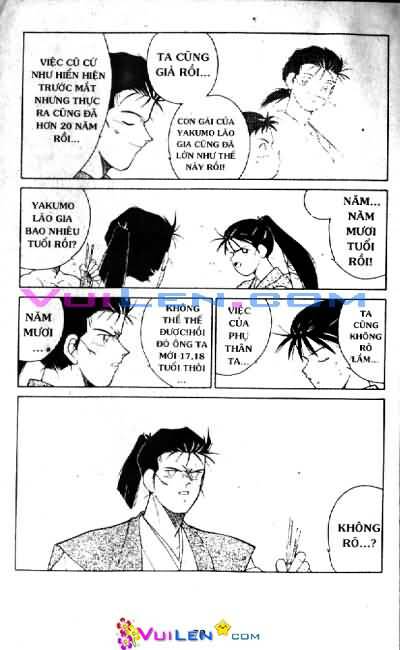 TA CŨNG
GIÀ RỒI...
VIỆC CŨ CỨ
NHƯ HIỂN HIỆN
TRƯỚC MẮT
NHƯNG THỰC
RA CŨNG ĐÃ
HƠN 20 NĂM
RỒI...
CON GÁI CỦA
YAKUMO LÃO
GIA CŨNG ĐÃ
LỚN NHƯ THẾ
NÀY RỒI!
YAKUMO
LÃO GIA
BAO NHIÊU
TUỔI RỒI?
NĂM...
NĂM
MƯƠI
TUỔI
RỒI!
VUILEN.COM
NĂM
MƯƠI
...?
KHÔNG
THỂ THẾ
ĐƯỢC!HỒI
ĐÓ ÔNG TA
MỚI 17,18
TUỔI THÔI
...
VIỆC
CỦA
PHỤ
THÂN
TA...
TA
CŨNG
KHÔNG
RÕ
LẮM...
KHÔNG
RÕ...?
VUILEN.COM